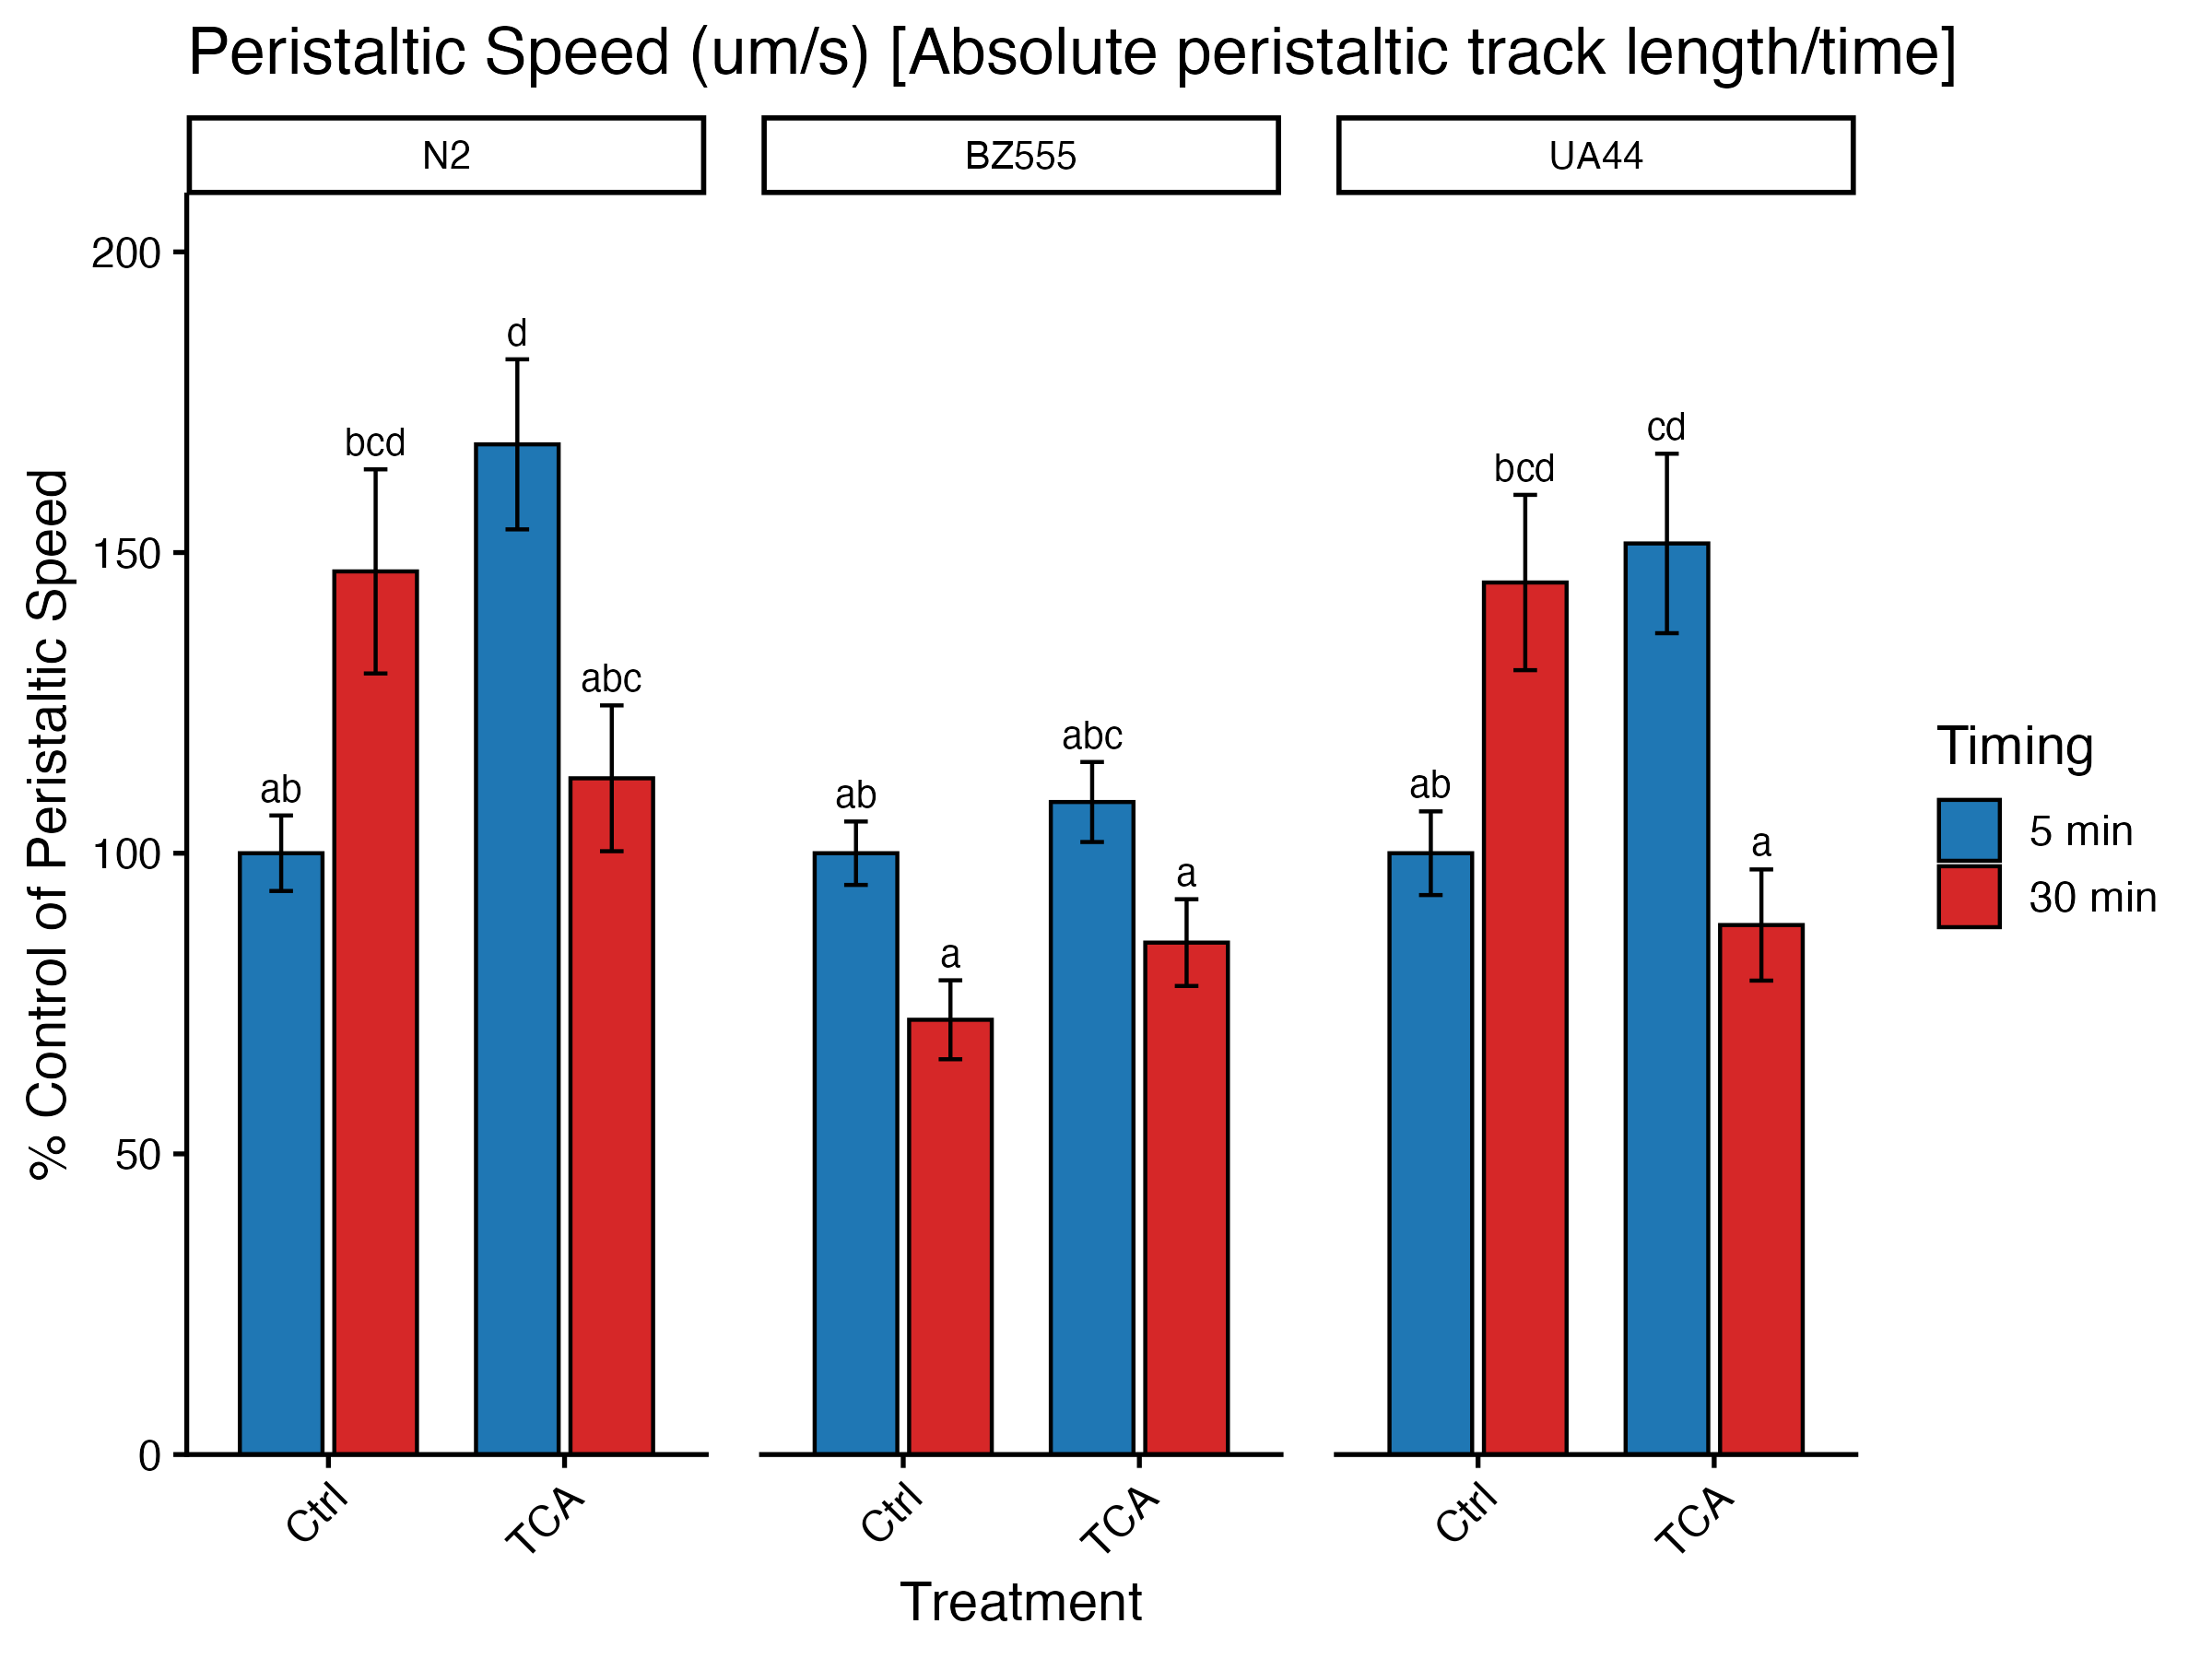 Peristaltic Speed (um/s) [Absolute peristaltic track length/time]
N2
BZ555
UA44
% Control of Peristaltic Speed
200
150
100
50
0
ab
bcd
d
abc
ab
a
abc
a
ab
bcd
cd
a
Ctrl
TCA
Ctrl
TCA
Ctrl
TCA
Treatment
Timing
5 min
30 min